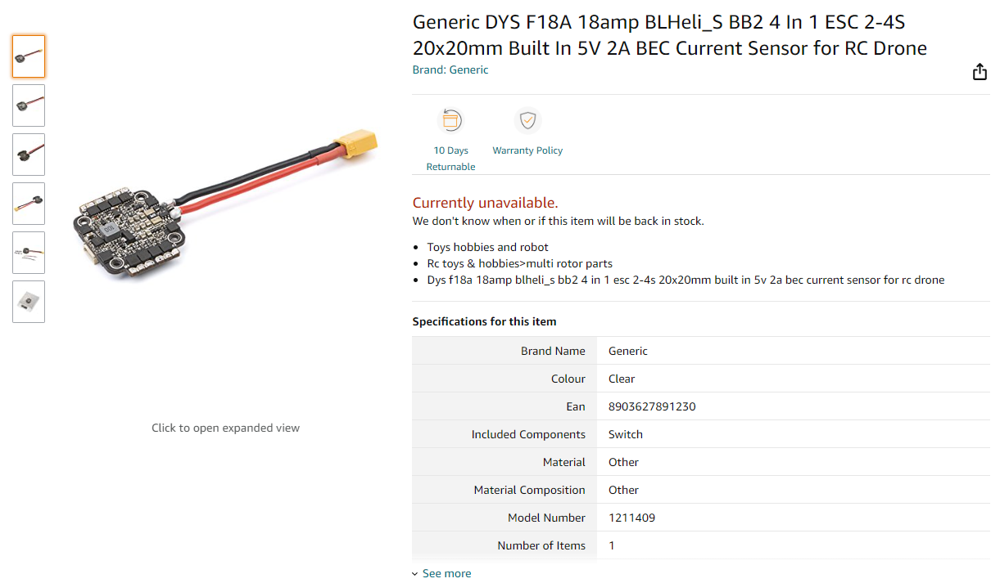 Generic DYS F18A 18amp BLHeli_S BB2 4 In 1 ESC 2-4S
20x20mm Built In 5V 2A BEC Current Sensor for RC Drone
Brand: Generic
10 Days
Returnable
Warranty Policy
Currently unavailable.
We don't know when or if this item will be back in stock.
Toys hobbies and robot
Rc toys & hobbies>multi rotor parts
Dys f18a 18amp blheli_s bb2 4 in 1 esc 2-4s 20x20mm built in 5v 2a bec current sensor for rc drone
Specifications for this item
Brand Name Generic
Colour Clear
Ean 8903627891230
Included Components Switch
Material Other
Material Composition Other
Model Number 1211409
Number of Items 1
See more
Click to open expanded view